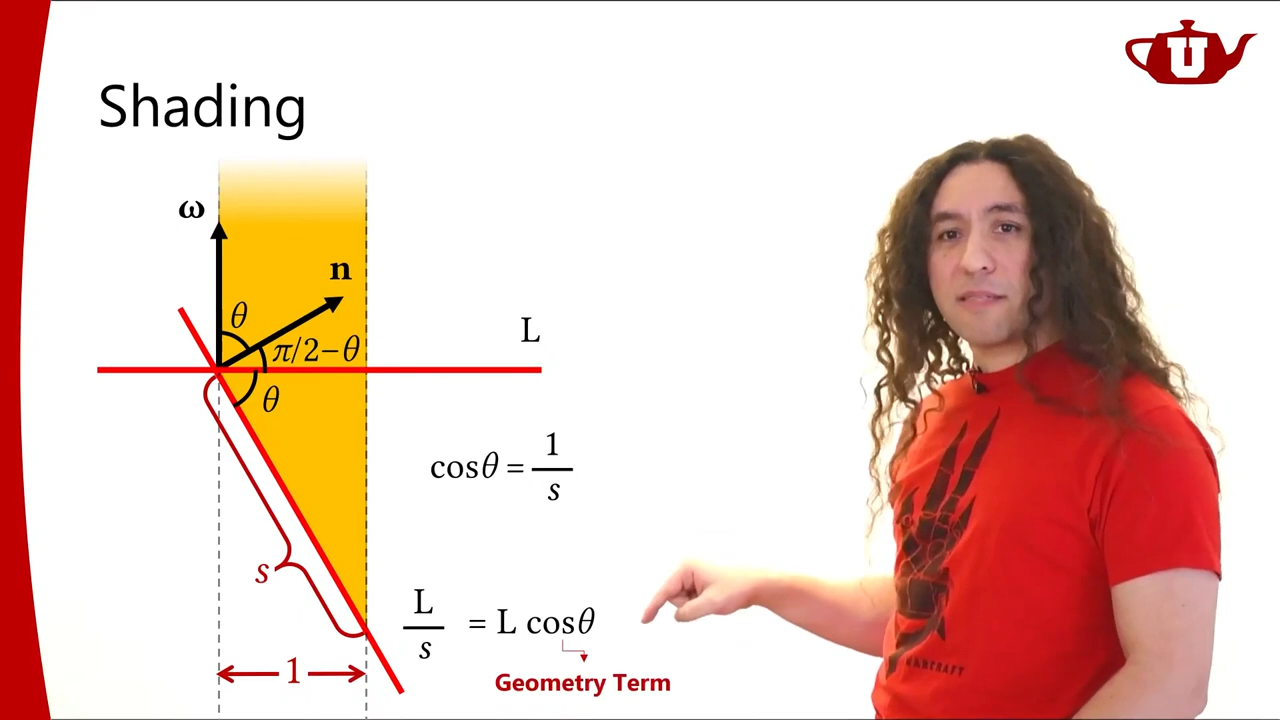 U
Shading
ω
n
θ
π/2−θ
L
θ
cosθ = 1/s
s
L/s = L cosθ
1
Geometry Term